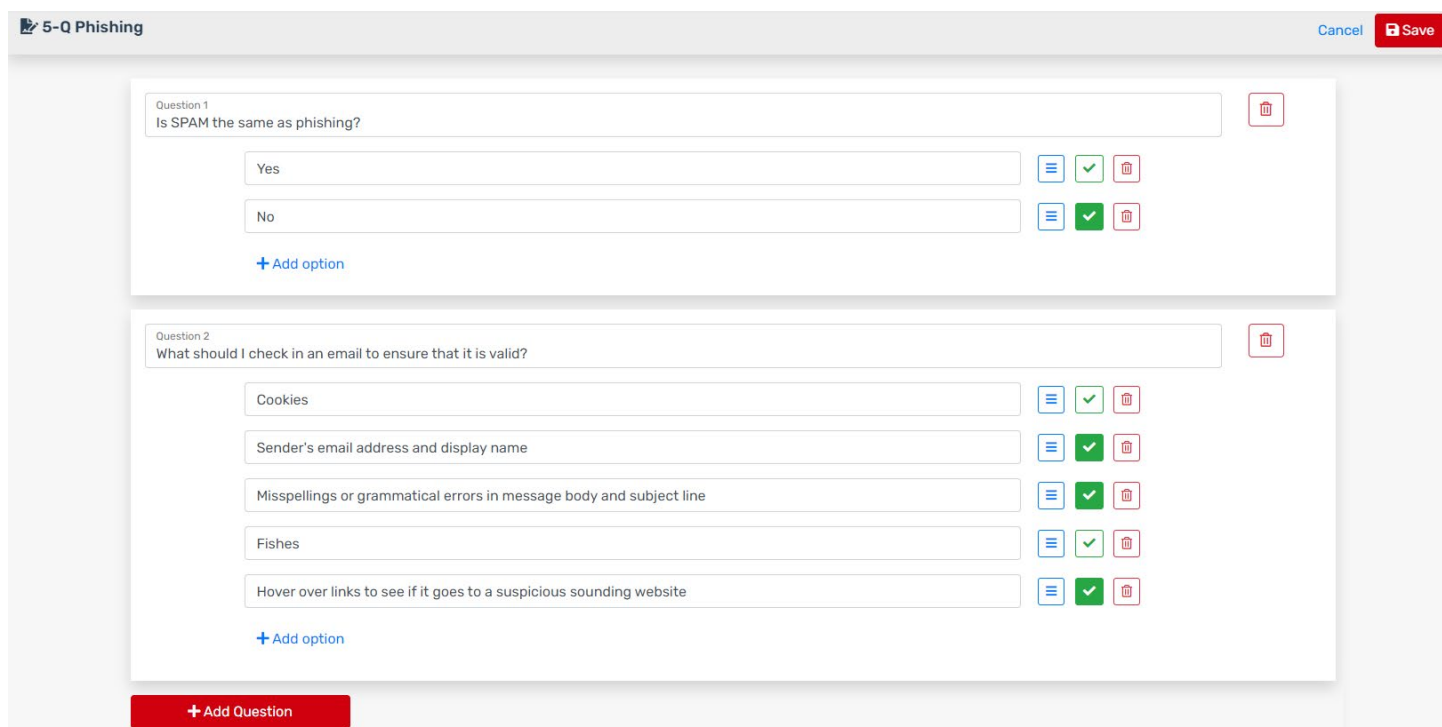 5-Q Phishing
Cancel
Save
Question 1
Is SPAM the same as phishing?
Yes
No
Add option
Question 2
What should I check in an email to ensure that it is valid?
Cookies
Sender's email address and display name
Misspellings or grammatical errors in message body and subject line
Fishes
Hover over links to see if it goes to a suspicious sounding website
Add option
Add Question